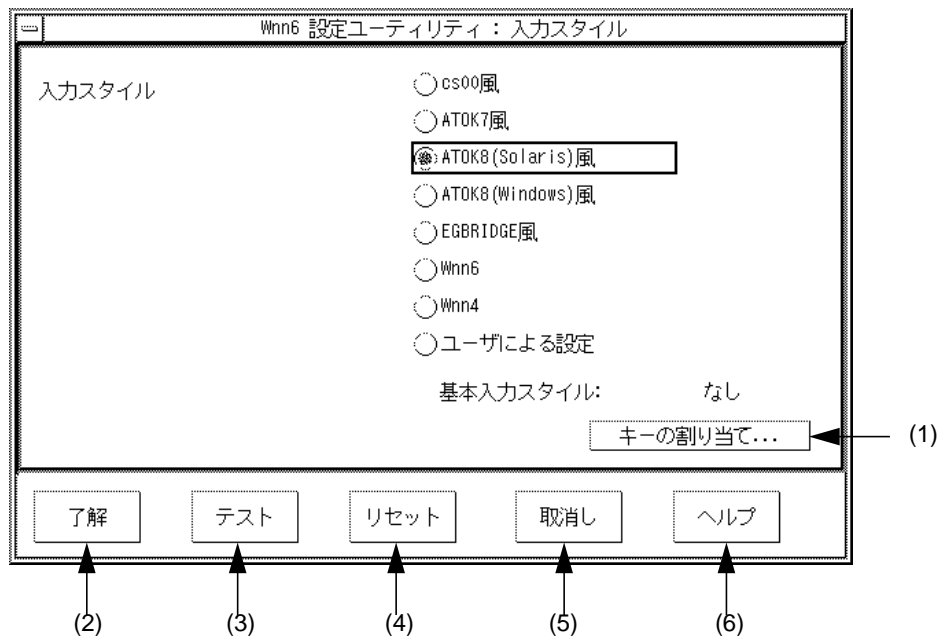 Wnn6 設定ユーティリティ : 入力スタイル
入力スタイル
cs00風
ATOK7風
ATOK8(Solaris)風
ATOK8(Windows)風
EGBRIDGE風
Wnn6
Wnn4
ユーザによる設定
基本入力スタイル: なし
キーの割り当て...
(1)
了解 テスト リセット 取消し ヘルプ
(2) (3) (4) (5) (6)